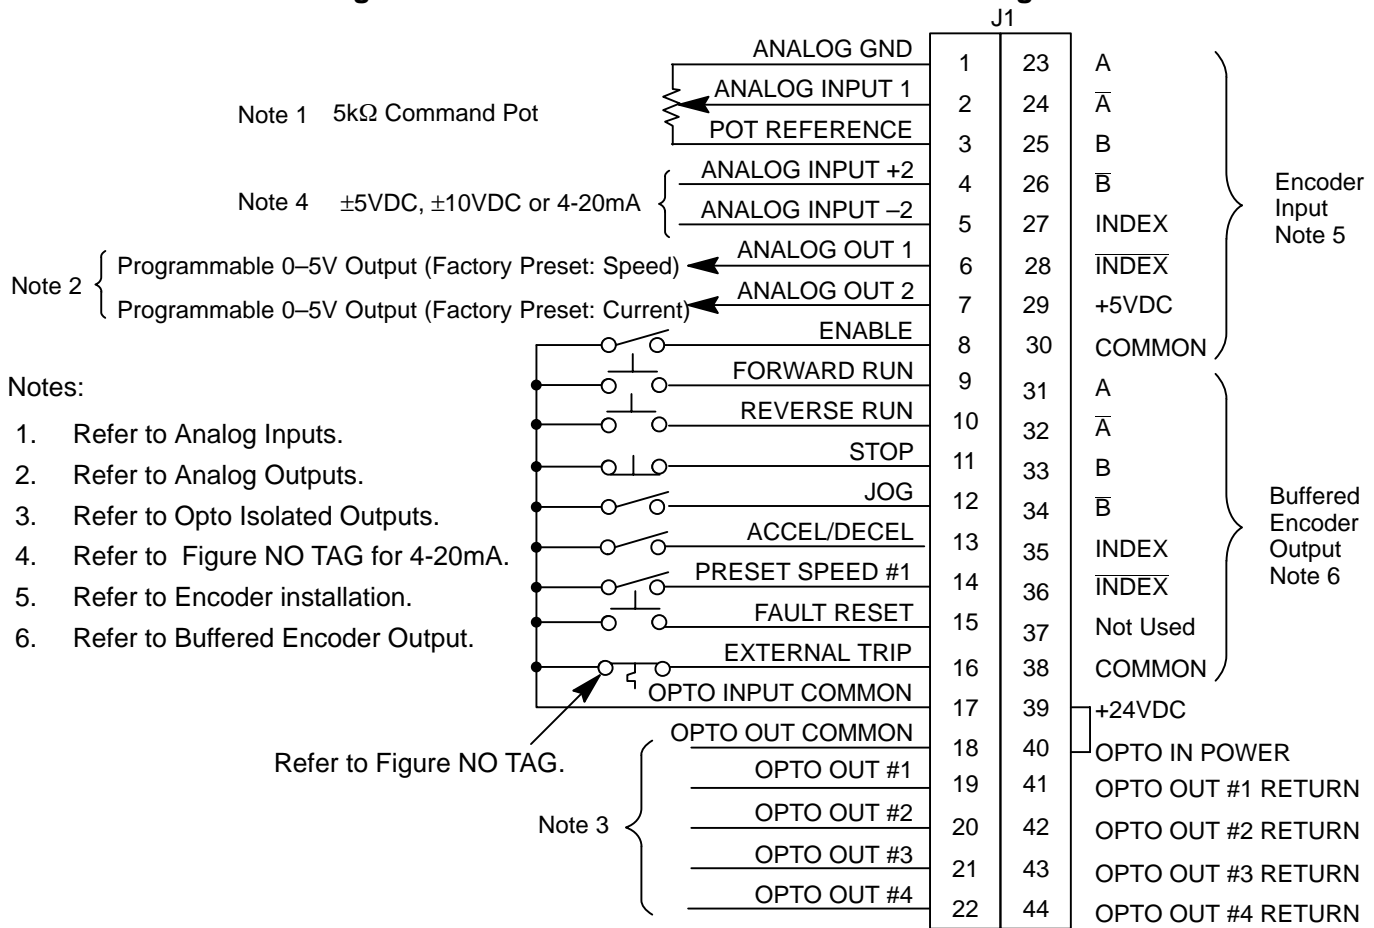 J1
ANALOG GND 1 23 A
ANALOG INPUT 1 2 24 A̅
Note 1 5kΩ Command Pot
POT REFERENCE 3 25 B
ANALOG INPUT +2 4 26 B̅
Note 4 ±5VDC, ±10VDC or 4-20mA
ANALOG INPUT –2 5 27 INDEX
Encoder
Input
Note 5
ANALOG OUT 1 6 28 I̅N̅D̅E̅X̅
Note 2
Programmable 0–5V Output (Factory Preset: Speed)
ANALOG OUT 2 7 29 +5VDC
Programmable 0–5V Output (Factory Preset: Current)
ENABLE 8 30 COMMON
FORWARD RUN 9 31 A
REVERSE RUN 10 32 A̅
STOP 11 33 B
JOG 12 34 B̅
ACCEL/DECEL 13 35 INDEX
PRESET SPEED #1 14 36 I̅N̅D̅E̅X̅
Buffered
Encoder
Output
Note 6
FAULT RESET 15 37 Not Used
EXTERNAL TRIP 16 38 COMMON
OPTO INPUT COMMON 17 39 +24VDC
OPTO OUT COMMON 18 40 OPTO IN POWER
OPTO OUT #1 19 41 OPTO OUT #1 RETURN
OPTO OUT #2 20 42 OPTO OUT #2 RETURN
OPTO OUT #3 21 43 OPTO OUT #3 RETURN
OPTO OUT #4 22 44 OPTO OUT #4 RETURN
Note 3
Refer to Figure NO TAG.
Notes:
1. Refer to Analog Inputs.
2. Refer to Analog Outputs.
3. Refer to Opto Isolated Outputs.
4. Refer to Figure NO TAG for 4-20mA.
5. Refer to Encoder installation.
6. Refer to Buffered Encoder Output.